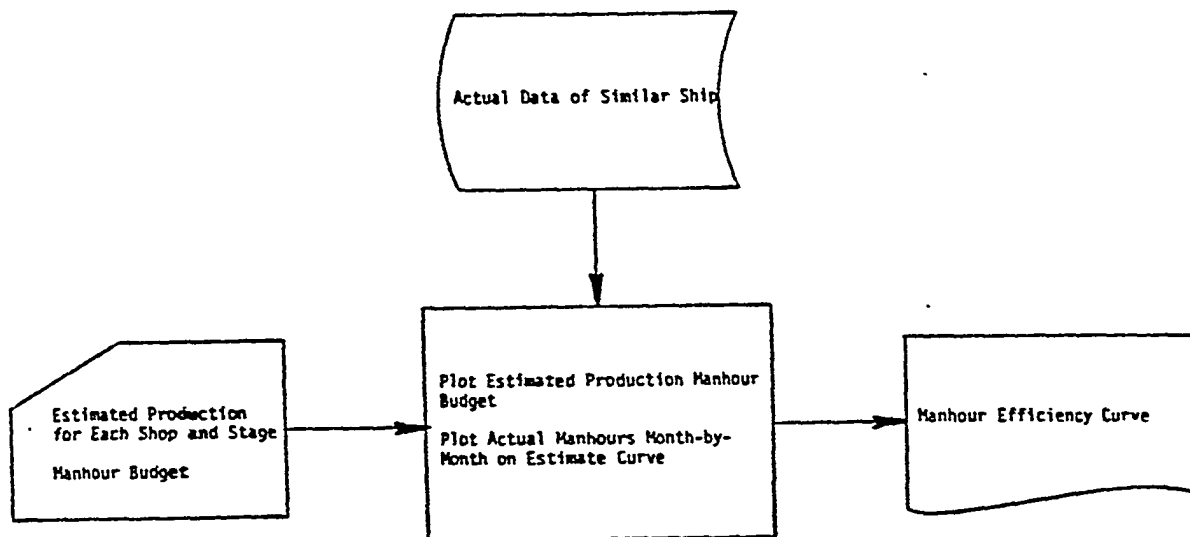 Actual Data of Similar Ship
Estimated Production
for Each Shop and Stage
Manhour Budget
Plot Estimated Production Manhour
Budget
Plot Actual Manhours Month-by-
Month on Estimate Curve
Manhour Efficiency Curve